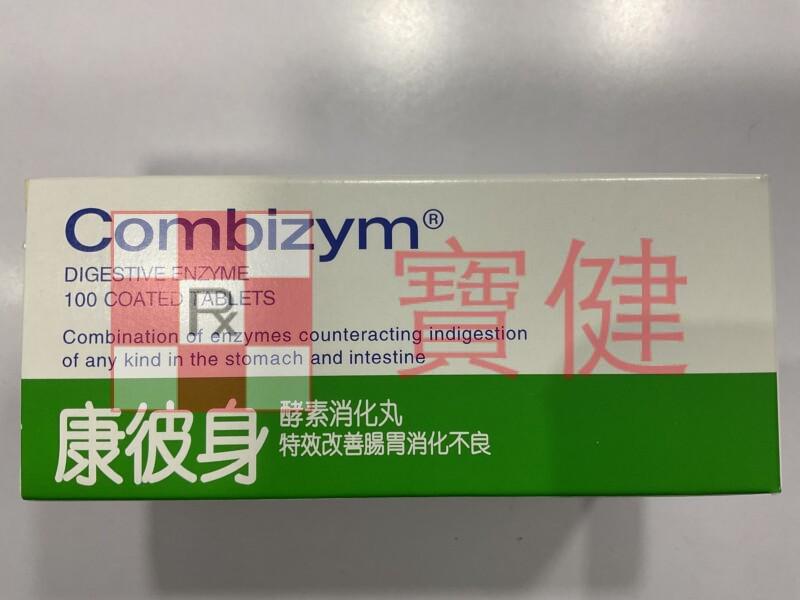 Combizym®
DIGESTIVE ENZYME
100 COATED TABLETS
Rx
寶健
Combination of enzymes counteracting indigestion
of any kind in the stomach and intestine
康彼身
酵素消化丸
特效改善腸胃消化不良